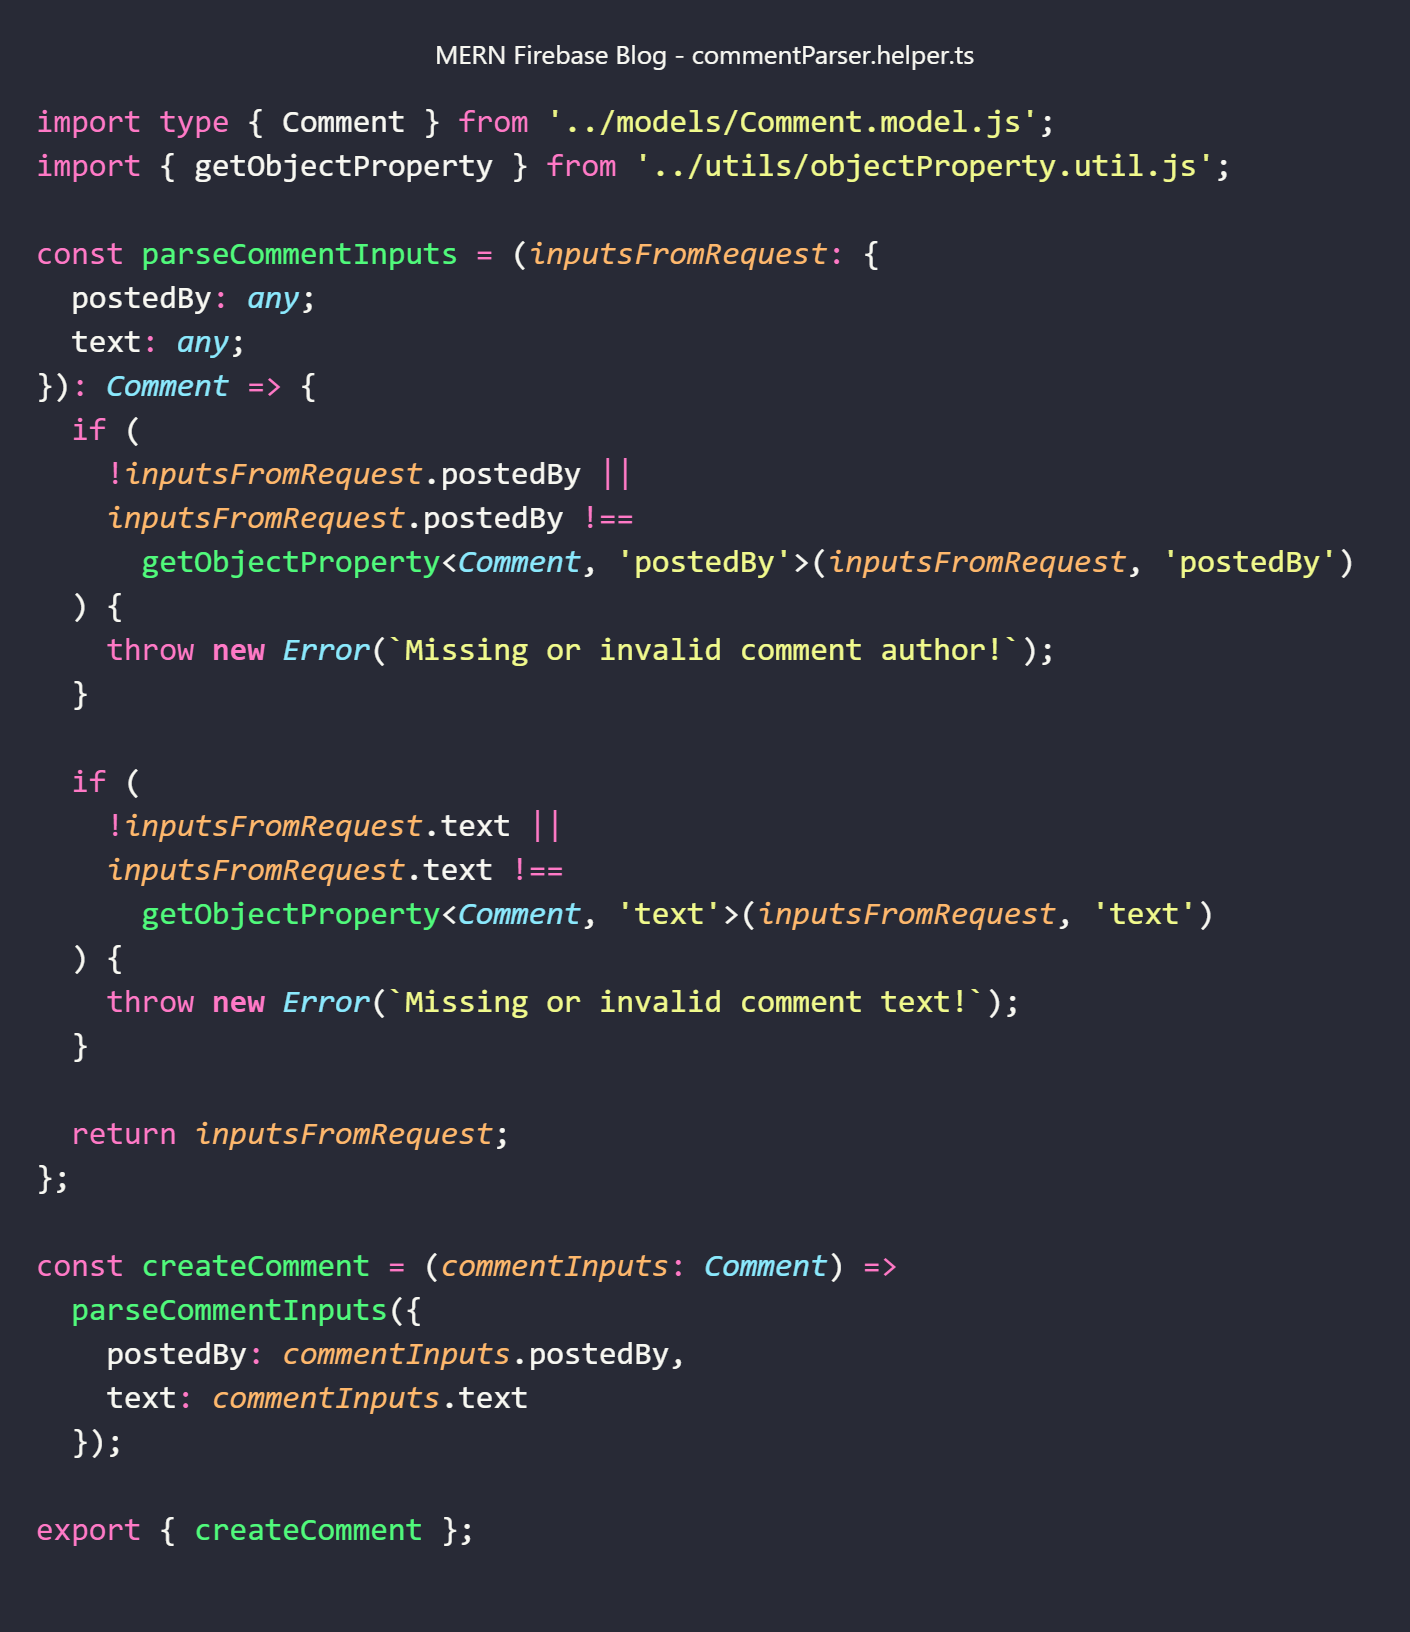 MERN Firebase Blog - commentParser.helper.ts
import type { Comment } from '../models/Comment.model.js';
import { getObjectProperty } from '../utils/objectProperty.util.js';

const parseCommentInputs = (inputsFromRequest: {
  postedBy: any;
  text: any;
}): Comment => {
  if (
    !inputsFromRequest.postedBy ||
    inputsFromRequest.postedBy !==
      getObjectProperty<Comment, 'postedBy'>(inputsFromRequest, 'postedBy')
  ) {
    throw new Error(`Missing or invalid comment author!`);
  }

  if (
    !inputsFromRequest.text ||
    inputsFromRequest.text !==
      getObjectProperty<Comment, 'text'>(inputsFromRequest, 'text')
  ) {
    throw new Error(`Missing or invalid comment text!`);
  }

  return inputsFromRequest;
};

const createComment = (commentInputs: Comment) =>
  parseCommentInputs({
    postedBy: commentInputs.postedBy,
    text: commentInputs.text
  });

export { createComment };